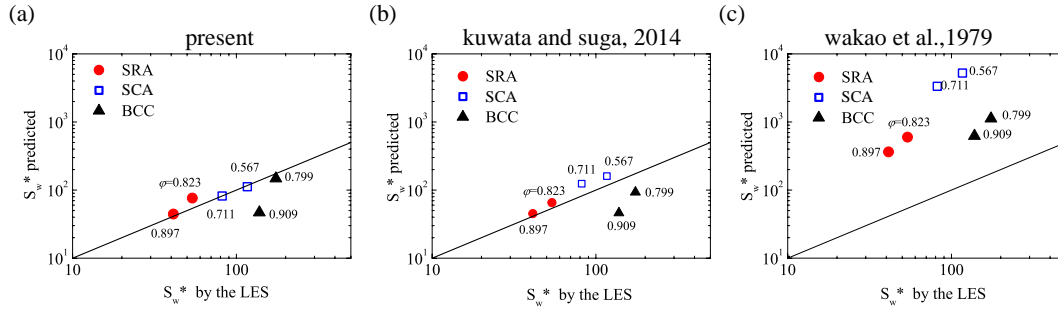 (a)
present
10^4
10^3
10^2
10^1
S_w* predicted
SRA
SCA
BCC
φ=0.823
0.567
0.799
0.897
0.711
0.909
10
100
S_w* by the LES
(b)
kuwata and suga, 2014
10^4
10^3
10^2
10^1
S_w* predicted
SRA
SCA
BCC
0.711
0.567
φ=0.823
0.799
0.897
0.909
10
100
S_w* by the LES
(c)
wakao et al.,1979
10^4
10^3
10^2
10^1
S_w* predicted
SRA
SCA
BCC
0.567
0.711
φ=0.823
0.799
0.897
0.909
10
100
S_w* by the LES